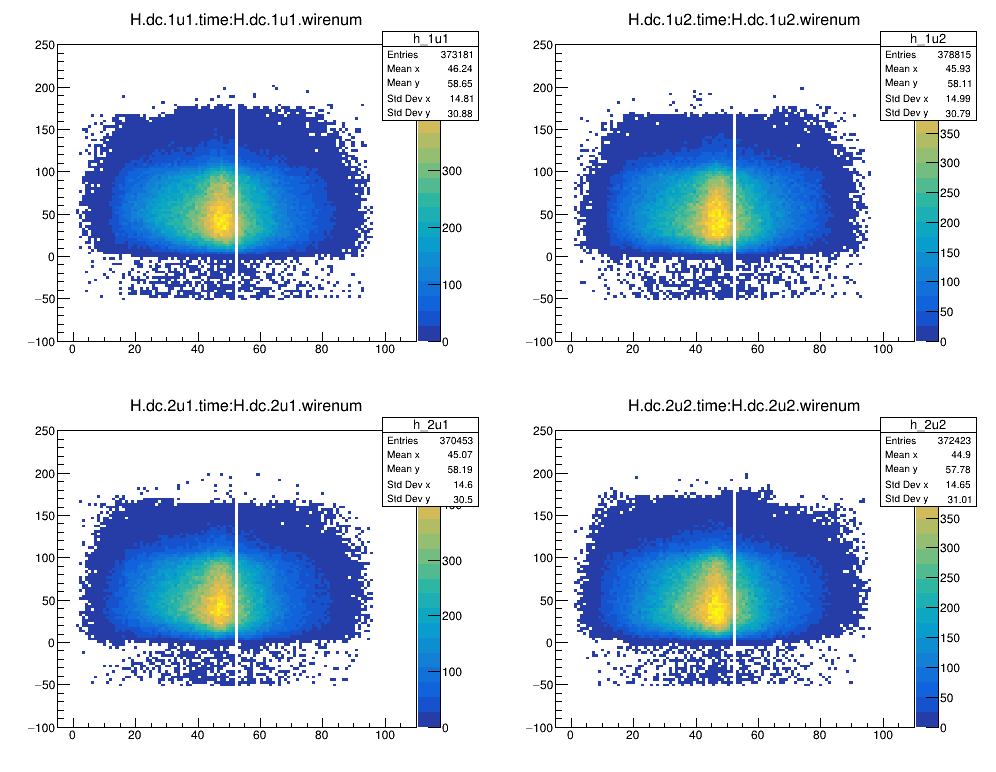 H.dc.1u1.time:H.dc.1u1.wirenum
h_1u1
Entries 373181
Mean x 46.24
Mean y 58.65
Std Dev x 14.81
Std Dev y 30.88
250
200
150
100
50
0
−50
−100
0 20 40 60 80 100
300
200
100
0
H.dc.1u2.time:H.dc.1u2.wirenum
h_1u2
Entries 378815
Mean x 45.93
Mean y 58.11
Std Dev x 14.99
Std Dev y 30.79
250
200
150
100
50
0
−50
−100
0 20 40 60 80 100
350
300
250
200
150
100
50
0
H.dc.2u1.time:H.dc.2u1.wirenum
h_2u1
Entries 370453
Mean x 45.07
Mean y 58.19
Std Dev x 14.6
Std Dev y 30.5
250
200
150
100
50
0
−50
−100
0 20 40 60 80 100
300
200
100
0
H.dc.2u2.time:H.dc.2u2.wirenum
h_2u2
Entries 372423
Mean x 44.9
Mean y 57.78
Std Dev x 14.65
Std Dev y 31.01
250
200
150
100
50
0
−50
−100
0 20 40 60 80 100
350
300
250
200
150
100
50
0